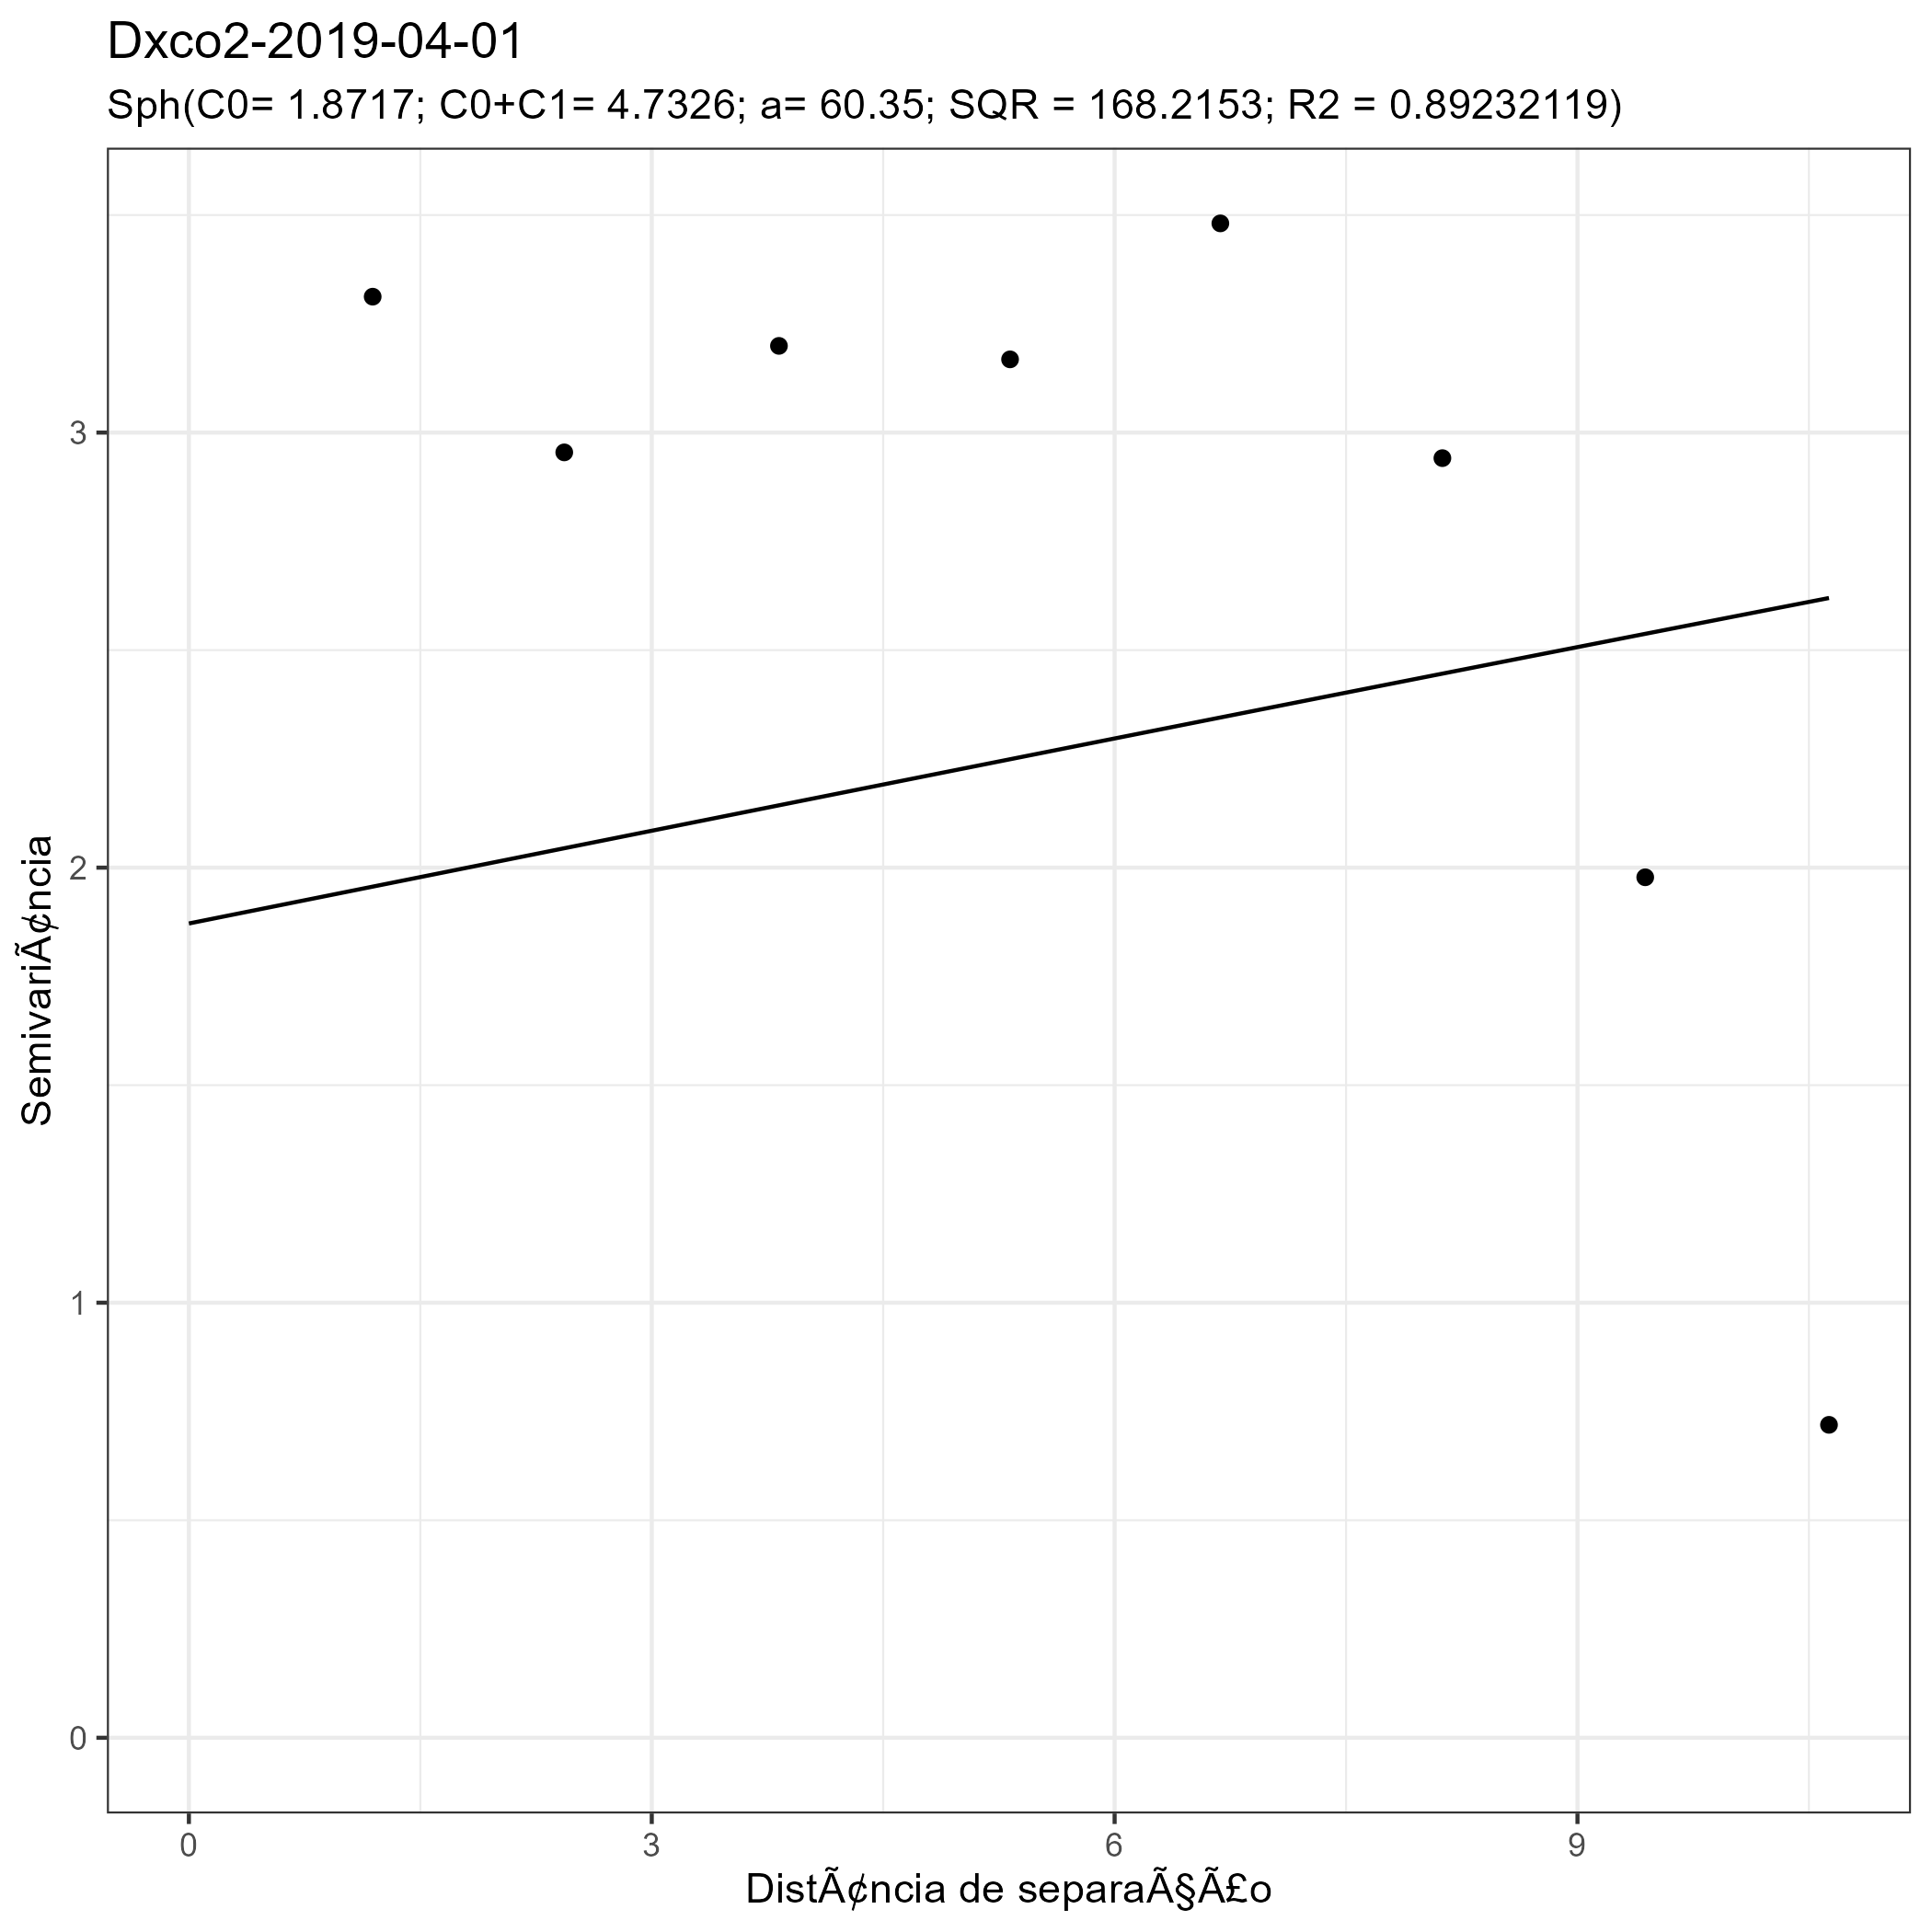 Dxco2-2019-04-01
Sph(C0= 1.8717; C0+C1= 4.7326; a= 60.35; SQR = 168.2153; R2 = 0.89232119)
SemivariÃ¢ncia
3
2
1
0
0 3 6 9
DistÃ¢ncia de separaÃ§Ã£o